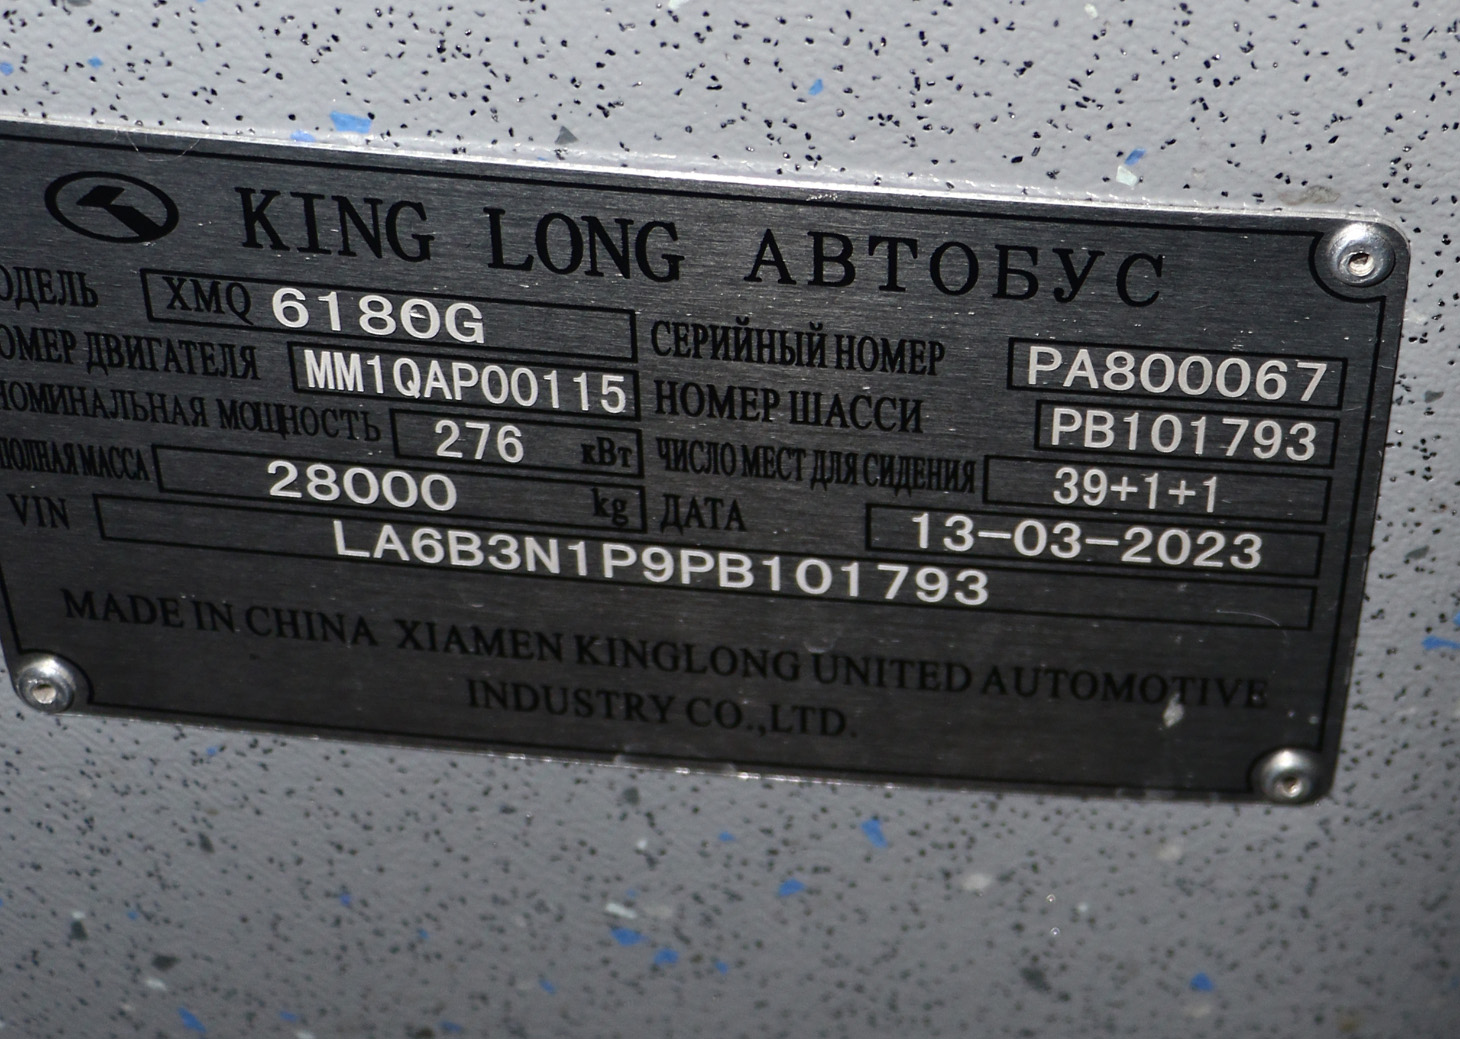 KING LONG АВТОБУС
ОДЕЛЬ XMQ 6180G СЕРИЙНЫЙ НОМЕР PA800067
ОМЕР ДВИГАТЕЛЯ MM1QAP00115 НОМЕР ШАССИ PB101793
НОМИНАЛЬНАЯ МОЩНОСТЬ 276 кВт ЧИСЛО МЕСТ ДЛЯ СИДЕНИЯ 39+1+1
ПОЛНАЯ МАССА 28000 kg ДАТА 13-03-2023
VIN LA6B3N1P9PB101793
MADE IN CHINA XIAMEN KINGLONG UNITED AUTOMOTIVE
INDUSTRY CO.,LTD.